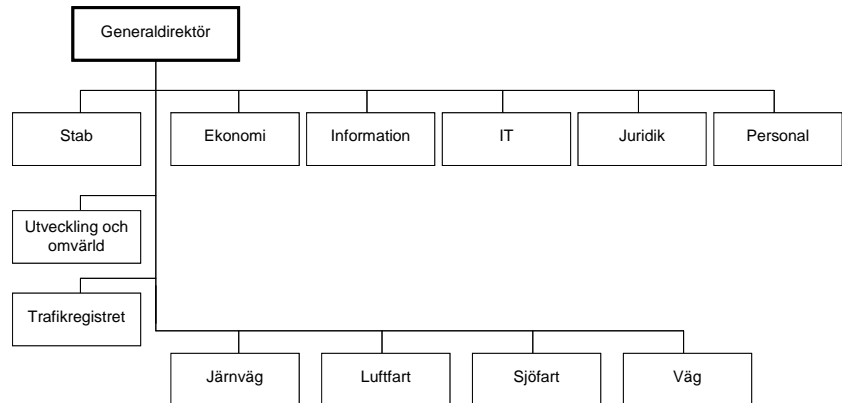 Generaldirektör
Stab
Ekonomi
Information
IT
Juridik
Personal
Utveckling och
omvärld
Trafikregistret
Järnväg
Luftfart
Sjöfart
Väg